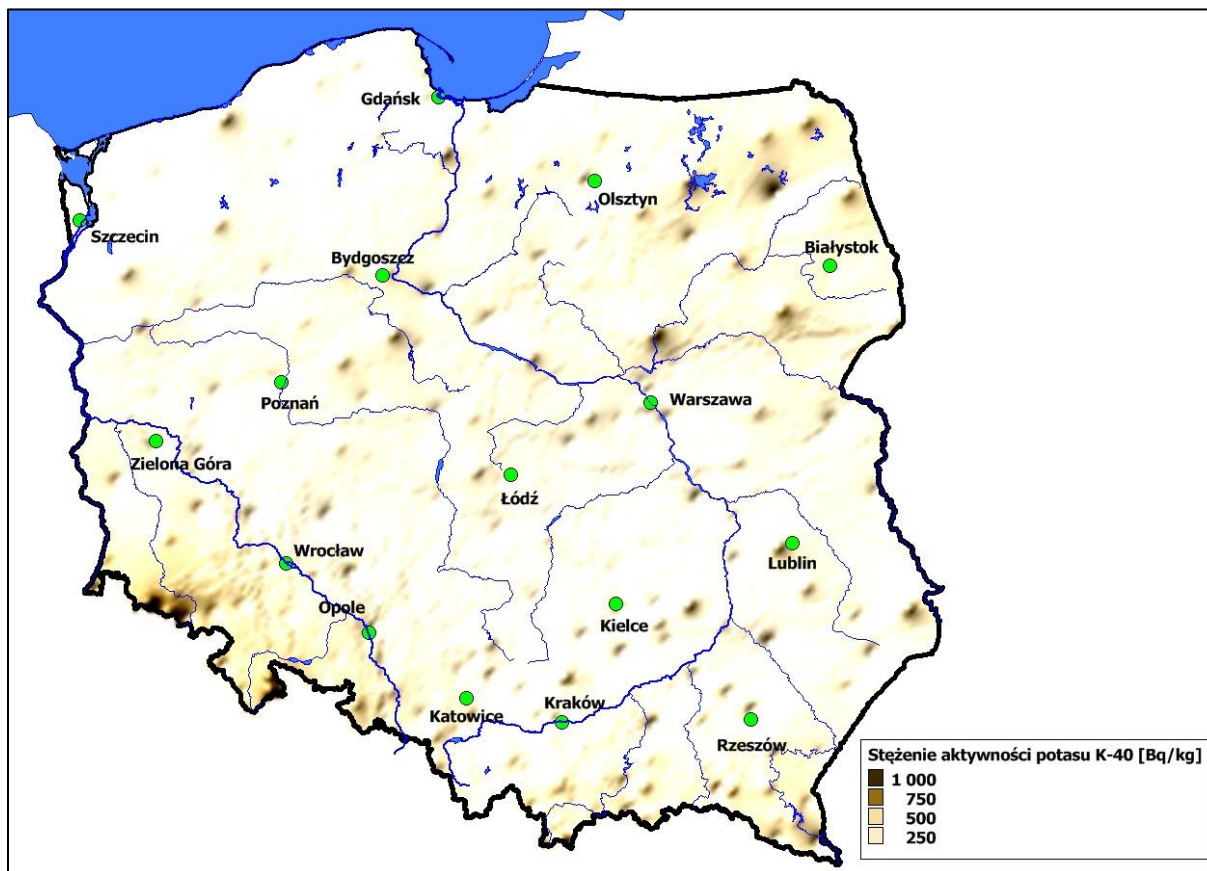 Gdańsk
Olsztyn
Szczecin
Białystok
Bydgoszcz
Poznań
Warszawa
Zielona Góra
Łódź
Wrocław
Lublin
Opole
Kielce
Katowice
Kraków
Rzeszów
Stężenie aktywności potasu K-40 [Bq/kg]
1 000
750
500
250